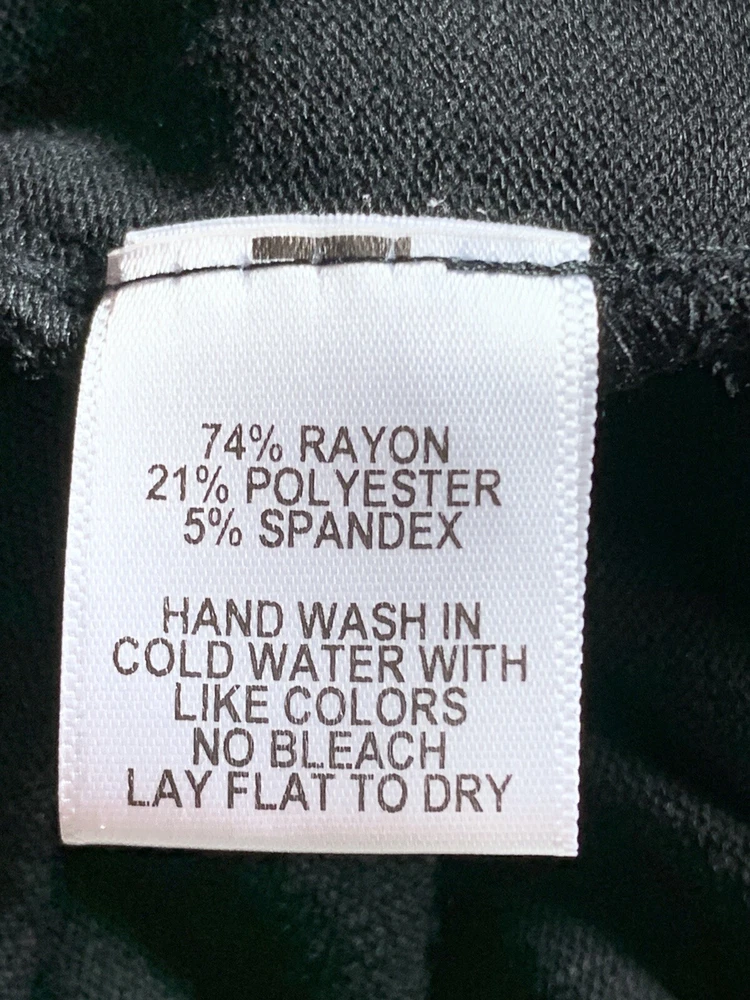 74% RAYON
21% POLYESTER
5% SPANDEX
HAND WASH IN
COLD WATER WITH
LIKE COLORS
NO BLEACH
LAY FLAT TO DRY